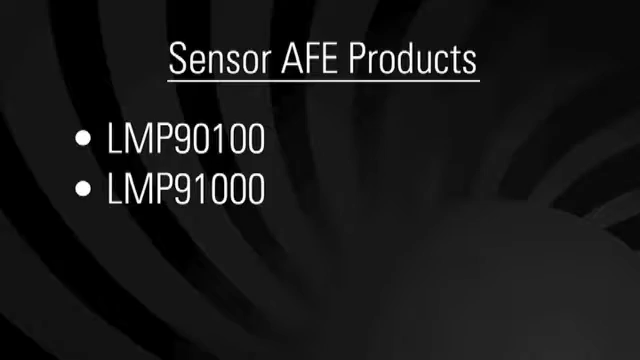 Sensor AFE Products
• LMP90100
• LMP91000